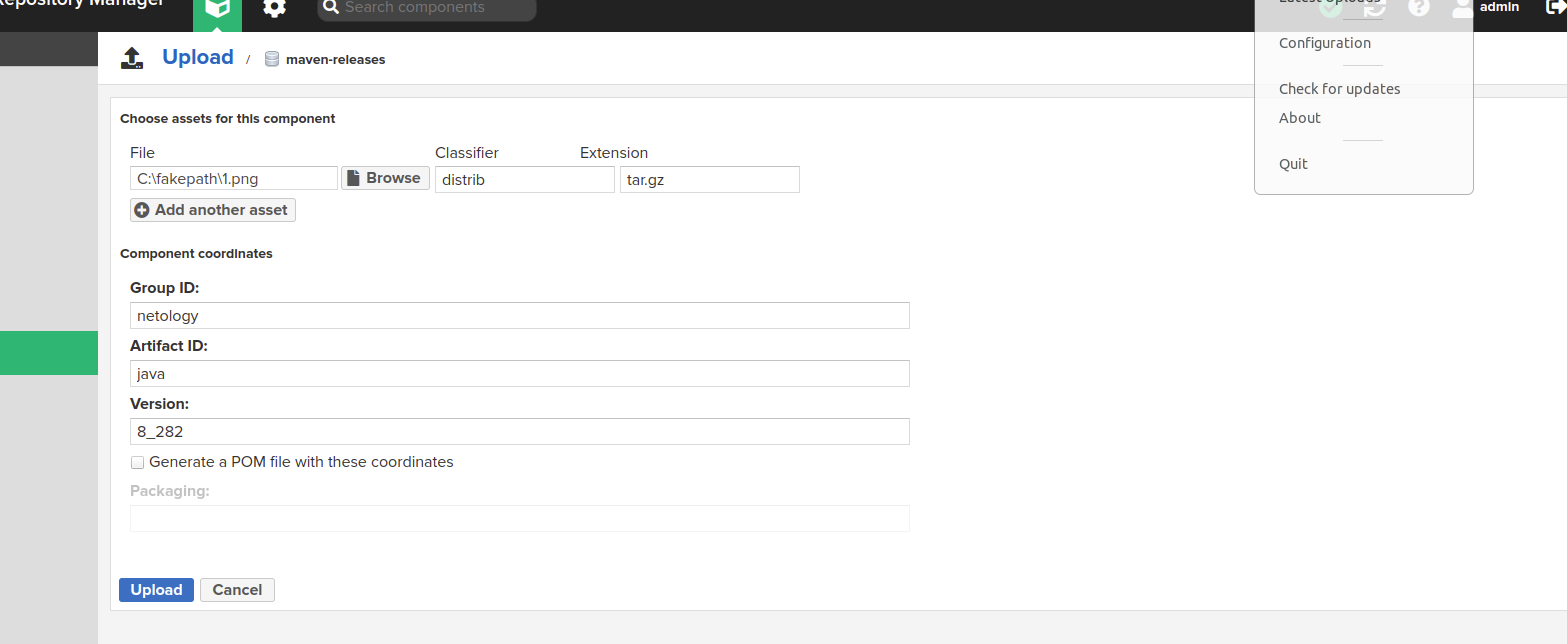 Repository Manager
Search components
Latest Uploads
admin
Configuration
Check for updates
About
Quit
Upload / maven-releases
Choose assets for this component
File Classifier Extension
C:\fakepath\1.png Browse distrib tar.gz
Add another asset
Component coordinates
Group ID:
netology
Artifact ID:
java
Version:
8_282
Generate a POM file with these coordinates
Packaging:
Upload Cancel